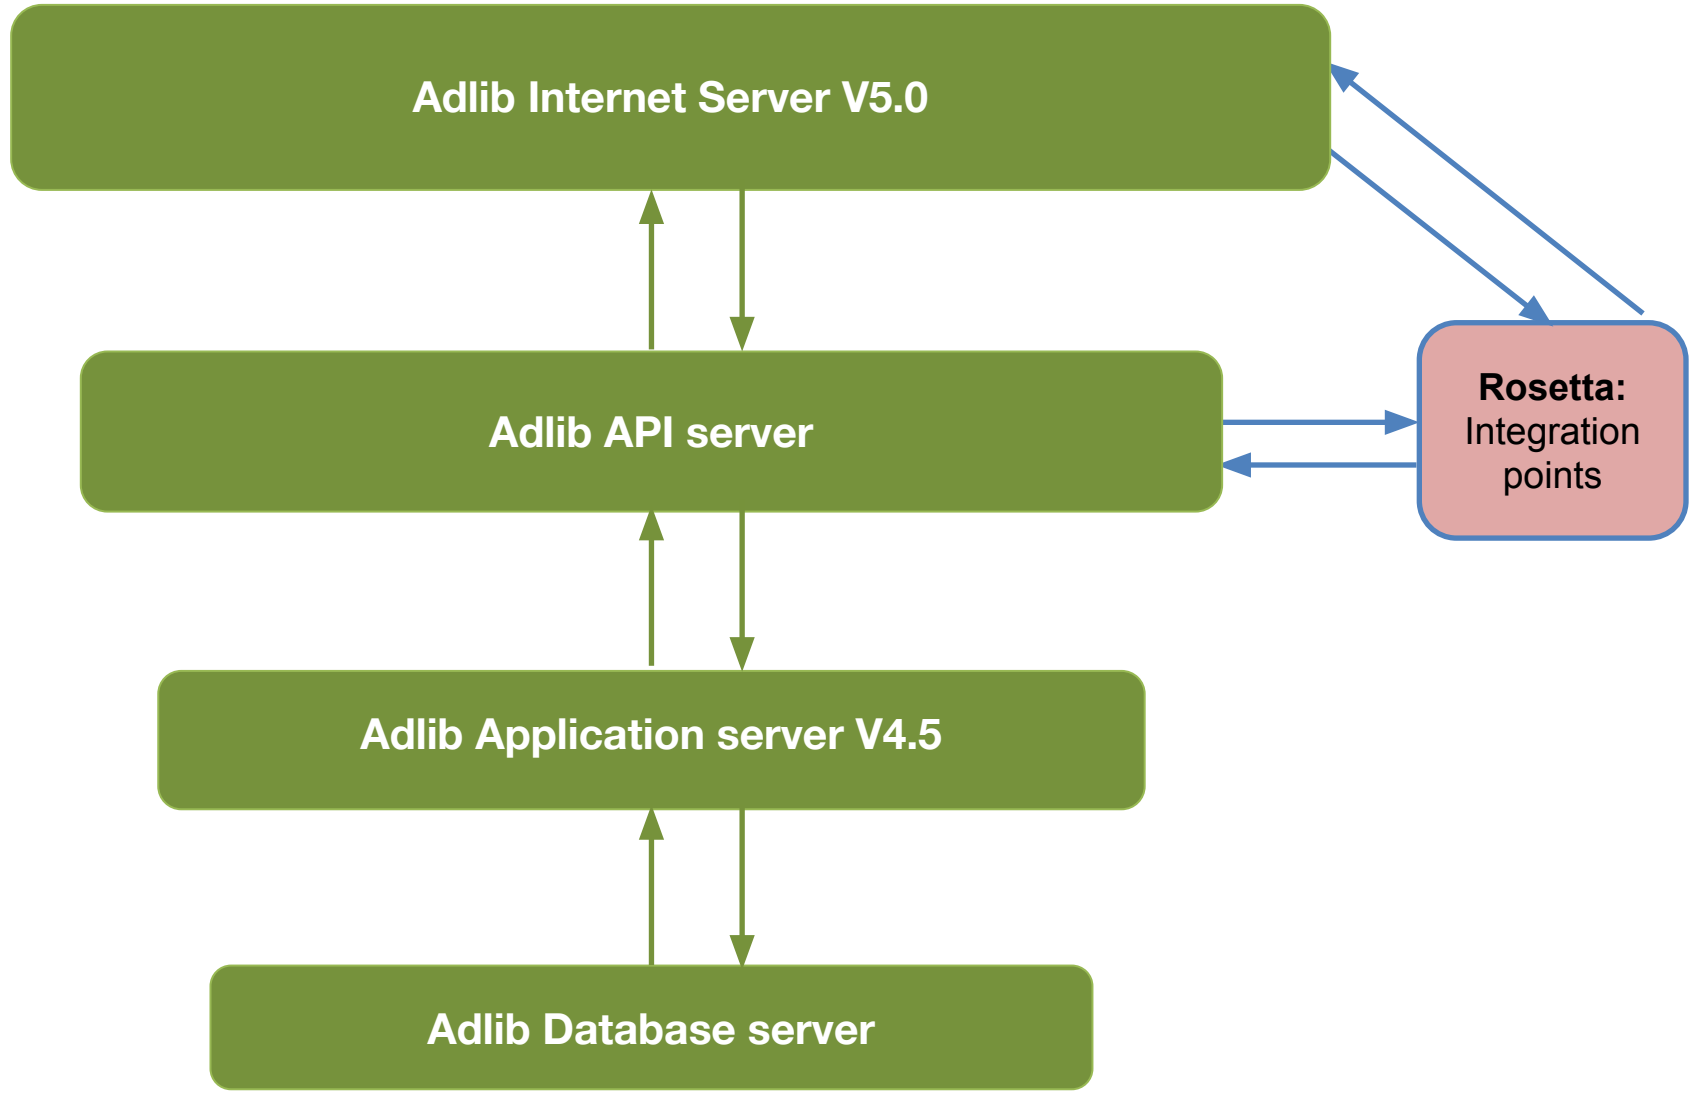 Adlib Internet Server V5.0
Rosetta:
Integration
points
Adlib API server
Adlib Application server V4.5
Adlib Database server